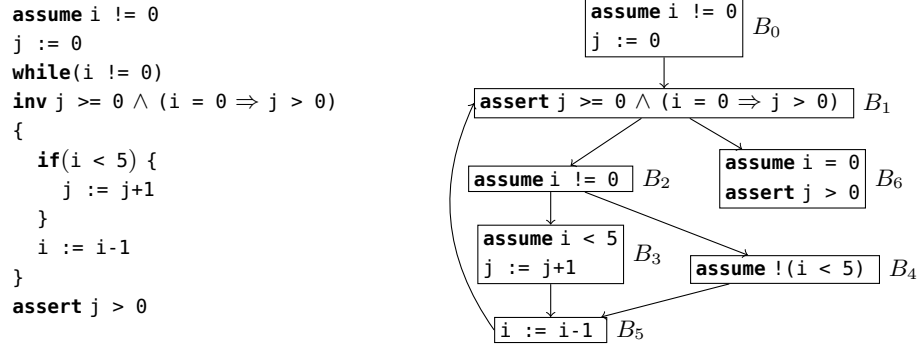 assume i != 0
j := 0
while(i != 0)
inv j >= 0 ∧ (i = 0 ⇒ j > 0)
{
if(i < 5) {
j := j+1
}
i := i-1
}
assert j > 0
assume i != 0
j := 0
B0
assert j >= 0 ∧ (i = 0 ⇒ j > 0)
B1
assume i != 0
B2
assume i = 0
assert j > 0
B6
assume i < 5
j := j+1
B3
assume !(i < 5)
B4
i := i-1
B5